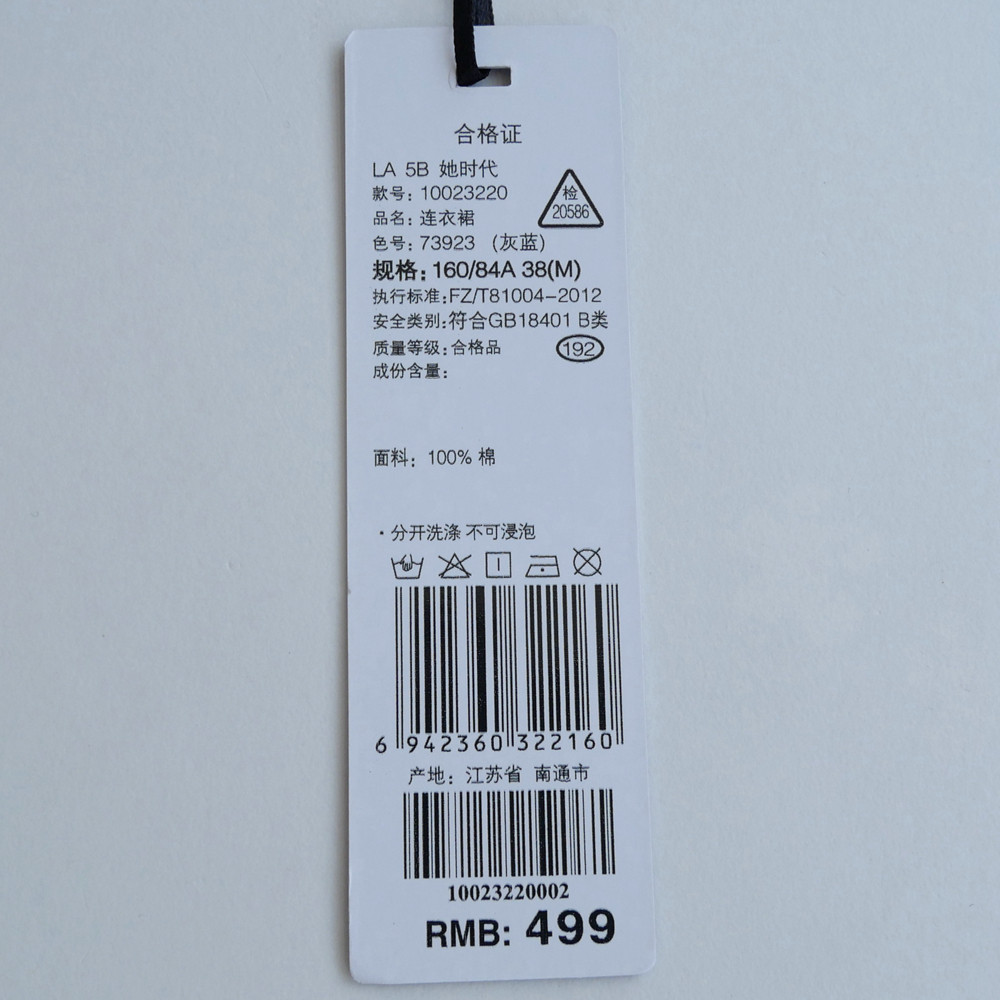 合格证
LA 5B 她时代
款号: 10023220
检
20586
品名: 连衣裙
色号: 73923 (灰蓝)
规格: 160/84A 38(M)
执行标准:FZ/T81004-2012
安全类别:符合GB18401 B类
质量等级: 合格品
192
成份含量:
面料: 100% 棉
· 分开洗涤 不可浸泡
6 942360 322160
产地: 江苏省 南通市
10023220002
RMB: 499